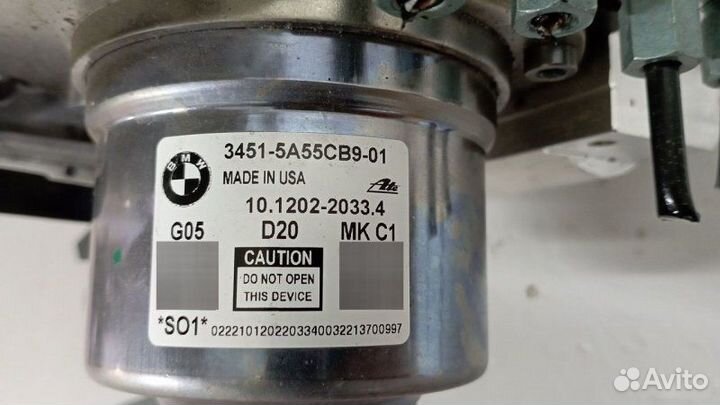 BMW
3451-5A55CB9-01
MADE IN USA
Ate
10.1202-2033.4
G05 D20 MK C1
CAUTION
DO NOT OPEN
THIS DEVICE
*SO1* 0222101202203340032213700997
Avito